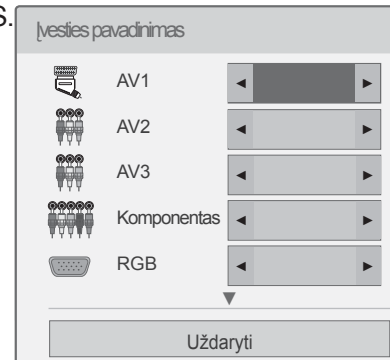 S.
Įvesties pavadinimas
AV1
AV2
AV3
Komponentas
RGB
Uždaryti